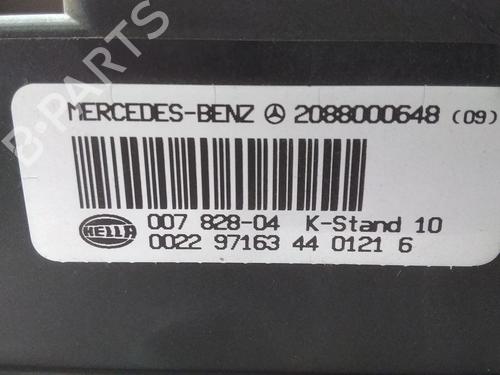 B-PARTS
MERCEDES-BENZ 2088000648 (09)
HELLA 007 828-04 K-Stand 10
0022 97163 44 0121 6